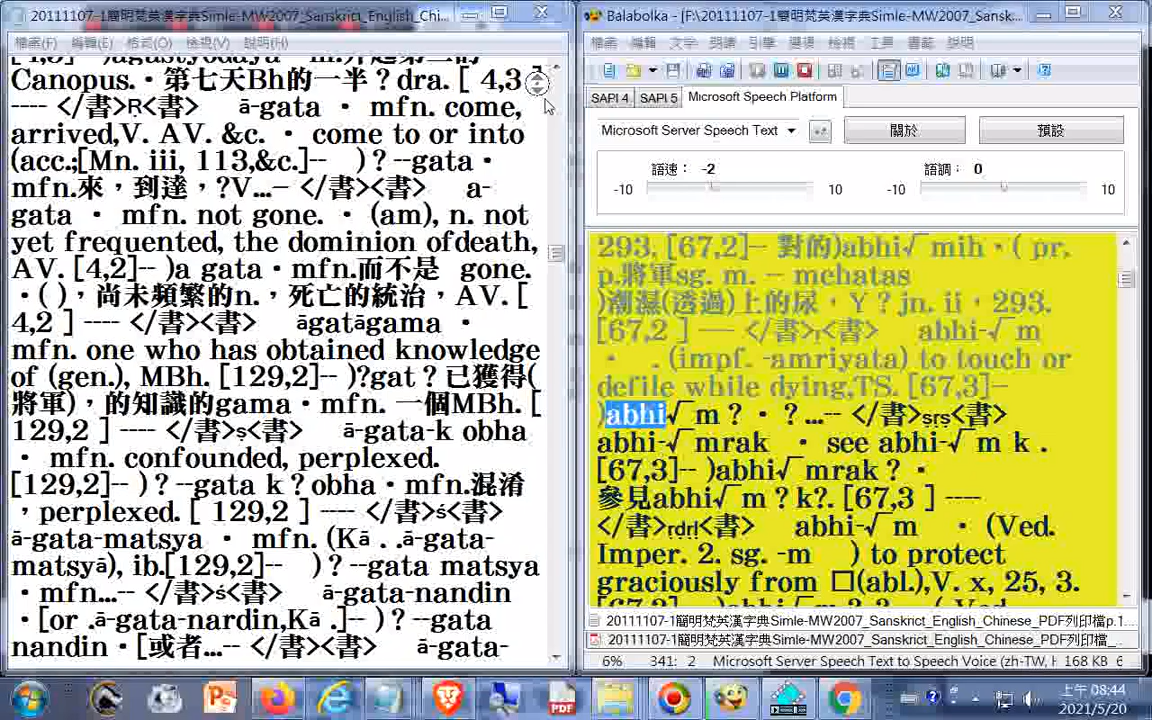 20111107-1簡明梵英漢字典Simle-MW2007_Sanskrict_English_Chi...
檔案(F) 編輯(E) 格式(O) 檢視(V) 說明(H)
Canopus.‧第七天Bh的一半？dra. [ 4,3 ]
---- </書>Ṛ<書> ā-gata ‧ mfn. come,
arrived,V. AV. &c. ‧ come to or into
(acc.;[Mn. iii, 113,&c.]-- )？--gata‧
mfn.來，到達，?V...– </書><書> a-
gata ‧ mfn. not gone. ‧ (am), n. not
yet frequented, the dominion ofdeath,
AV. [4,2]-- )a gata‧mfn.而不是 gone.
‧( )，尚未頻繁的n.，死亡的統治，AV. [
4,2 ] ---- </書><書> āgatāgama ‧
mfn. one who has obtained knowledge
of (gen.), MBh. [129,2]-- )?gat？已獲得(
將軍)，的知識的gama‧mfn. 一個MBh. [
129,2 ] ---- </書>ṣ<書> ā-gata-k obha
‧ mfn. confounded, perplexed.
[129,2]-- )？--gata k？obha‧mfn.混淆
，perplexed. [ 129,2 ] ---- </書>ś<書>
ā-gata-matsya ‧ mfn. (Kā . .ā-gata-
matsyā), ib.[129,2]-- )？--gata matsya
‧mfn...-- </書>ś<書> ā-gata-nandin
‧[or .ā-gata-nardin,Kā .]-- )？--gata
nandin ‧[或者...-- </書><書> ā-gata-
Balabolka - [F:\20111107-1簡明梵英漢字典Simle-MW2007_Sansk...
檔案 編輯 文字 朗讀 引擎 選項 檢視 工具 書籤 說明
SAPI 4 SAPI 5 Microsoft Speech Platform
Microsoft Server Speech Text 關於 預設
語速： -2 語調： 0
-10 10 -10 10
293. [67,2]-- 對的)abhi√ mih‧( pr.
p.將軍sg. m. – mehatas
)潮濕(透過)上的尿，Y？jn. ii，293.
[67,2 ] ---- </書>ṛ<書> abhi-√ m
‧ . (impf. -amriyata) to touch or
defile while dying,TS. [67,3]--
)abhi√ m？‧？...-- </書>ṣṛṣ<書>
abhi-√ mrak ‧ see abhi-√ m k .
[67,3]-- )abhi√ mrak？‧
參見abhi√ m？k?. [67,3 ] ----
abhi-√ m ‧ (Ved.
Imper. 2. sg. -m ) to protect
graciously from □(abl.),V. x, 25, 3.
20111107-1簡明梵英漢字典Simle-MW2007_Sanskrict_English_Chinese_PDF列印檔p.1...
20111107-1簡明梵英漢字典Simle-MW2007_Sanskrict_English_Chinese_PDF列印檔...
6% 341: 2 Microsoft Server Speech Text to Speech Voice (zh-TW, H 168 KB 6
上午 08:44
2021/5/20